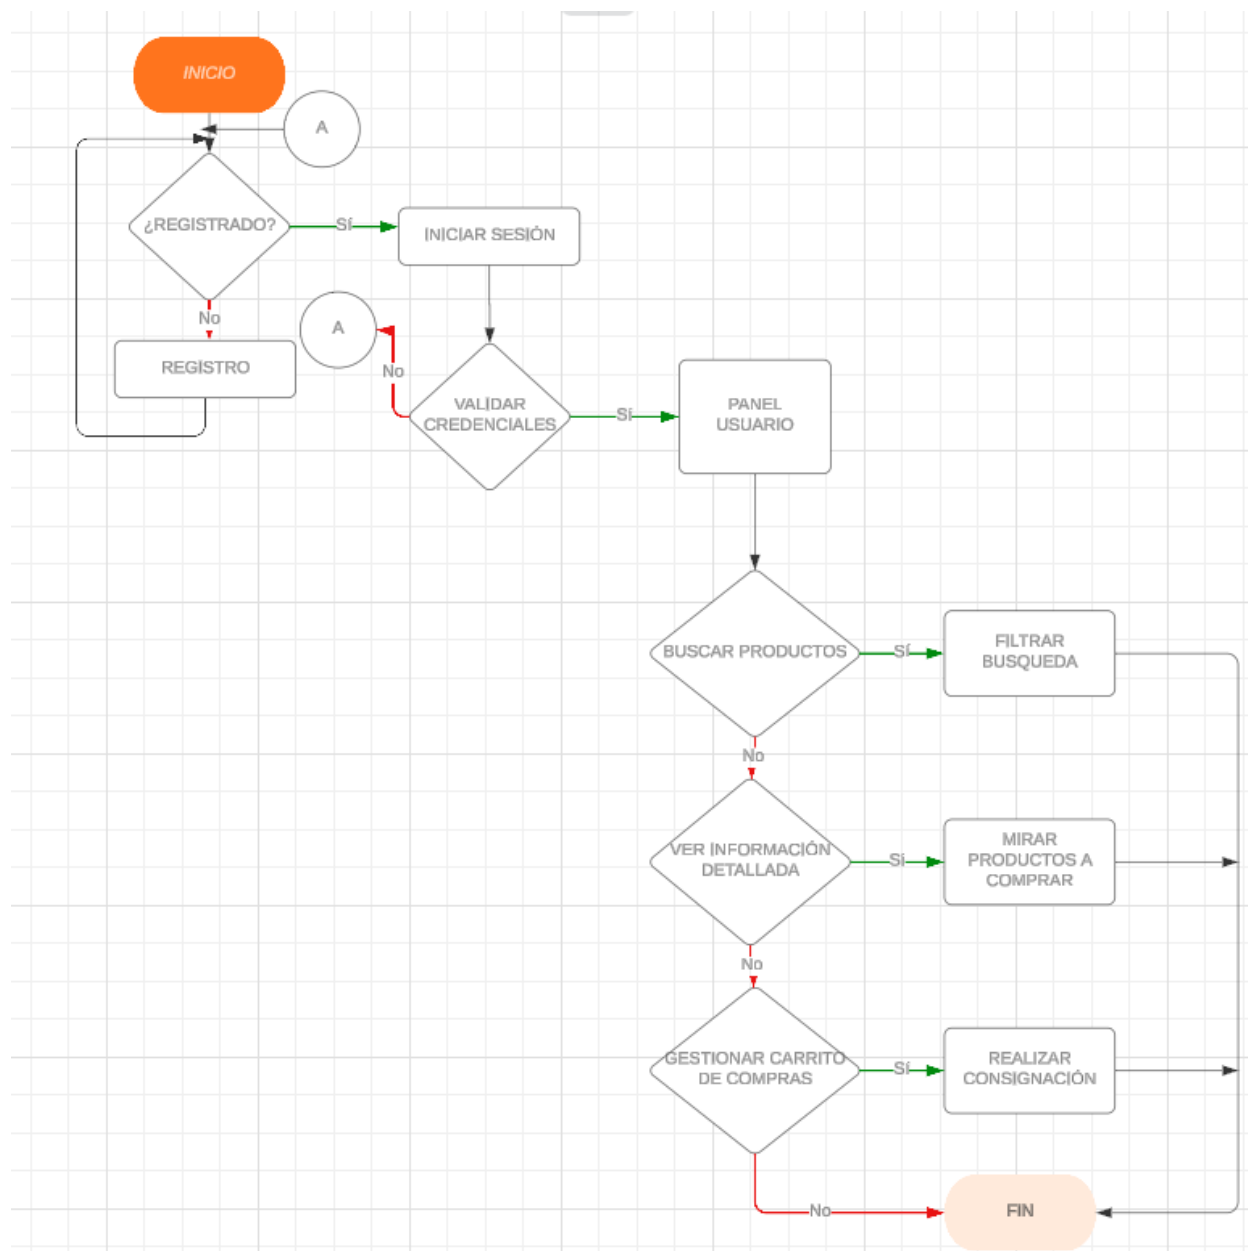 INICIO
A
¿REGISTRADO?
Sí
INICIAR SESIÓN
No
REGISTRO
A
No
VALIDAR
CREDENCIALES
Sí
PANEL
USUARIO
BUSCAR PRODUCTOS
Sí
FILTRAR
BUSQUEDA
No
VER INFORMACIÓN
DETALLADA
Sí
MIRAR
PRODUCTOS A
COMPRAR
No
GESTIONAR CARRITO
DE COMPRAS
Sí
REALIZAR
CONSIGNACIÓN
No
FIN